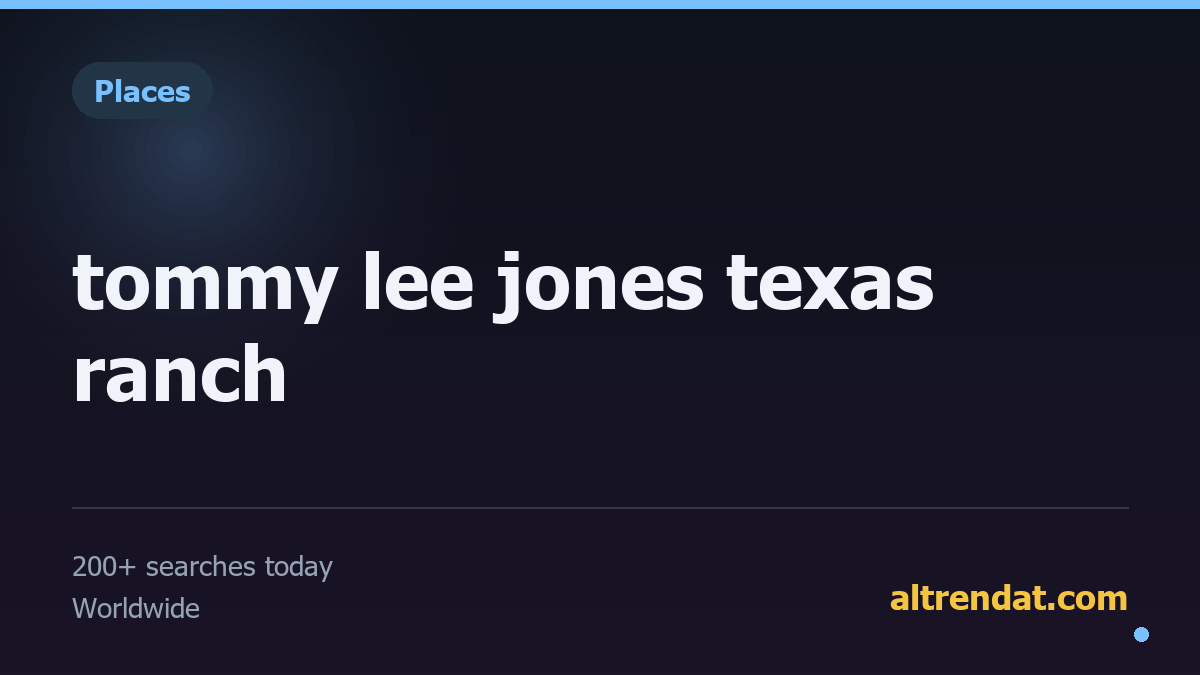 Places
tommy lee jones texas
ranch
200+ searches today
Worldwide
altrendat.com